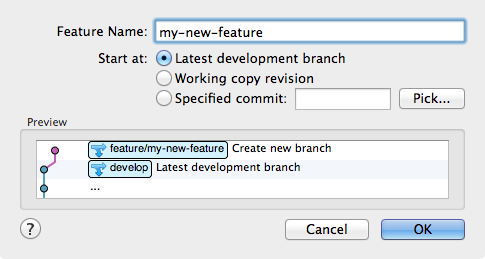 Feature Name: my-new-feature
Start at: Latest development branch
Working copy revision
Specified commit: Pick...
Preview
feature/my-new-feature Create new branch
develop Latest development branch
...
? Cancel OK